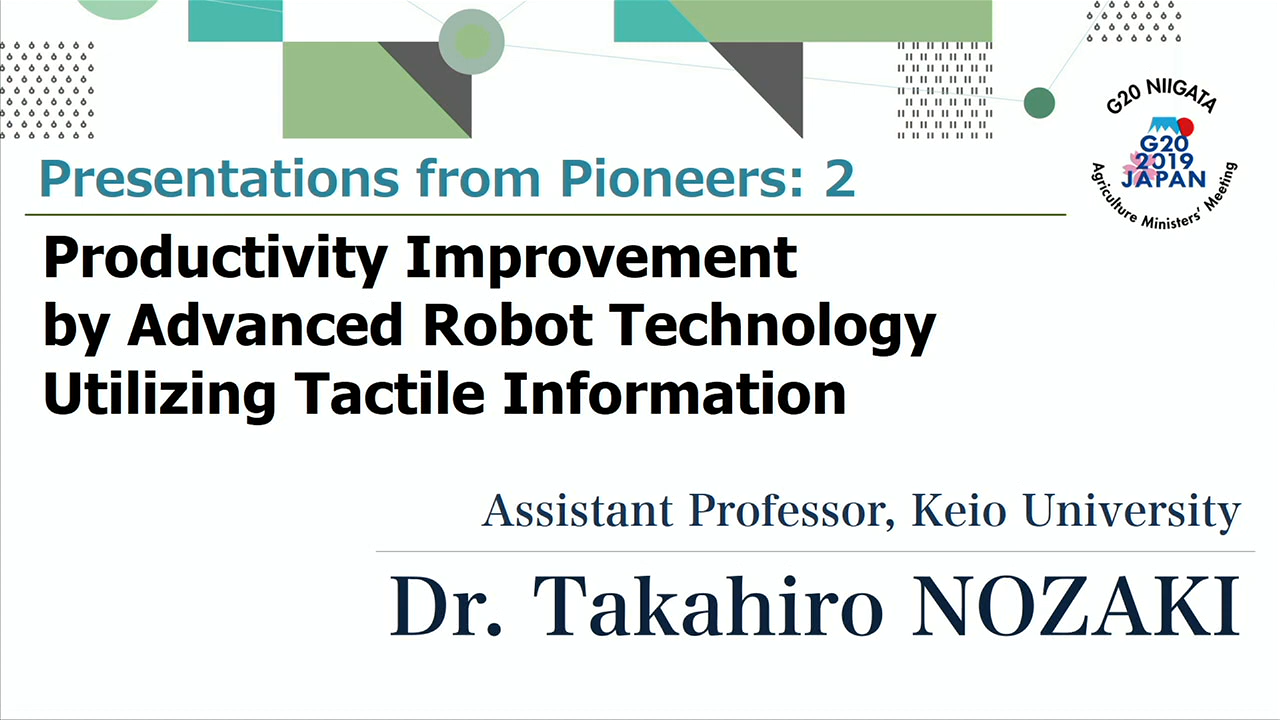 Presentations from Pioneers: 2
G20 NIIGATA
G20
2019
JAPAN
Agriculture Ministers' Meeting
Productivity Improvement
by Advanced Robot Technology
Utilizing Tactile Information
Assistant Professor, Keio University
Dr. Takahiro NOZAKI